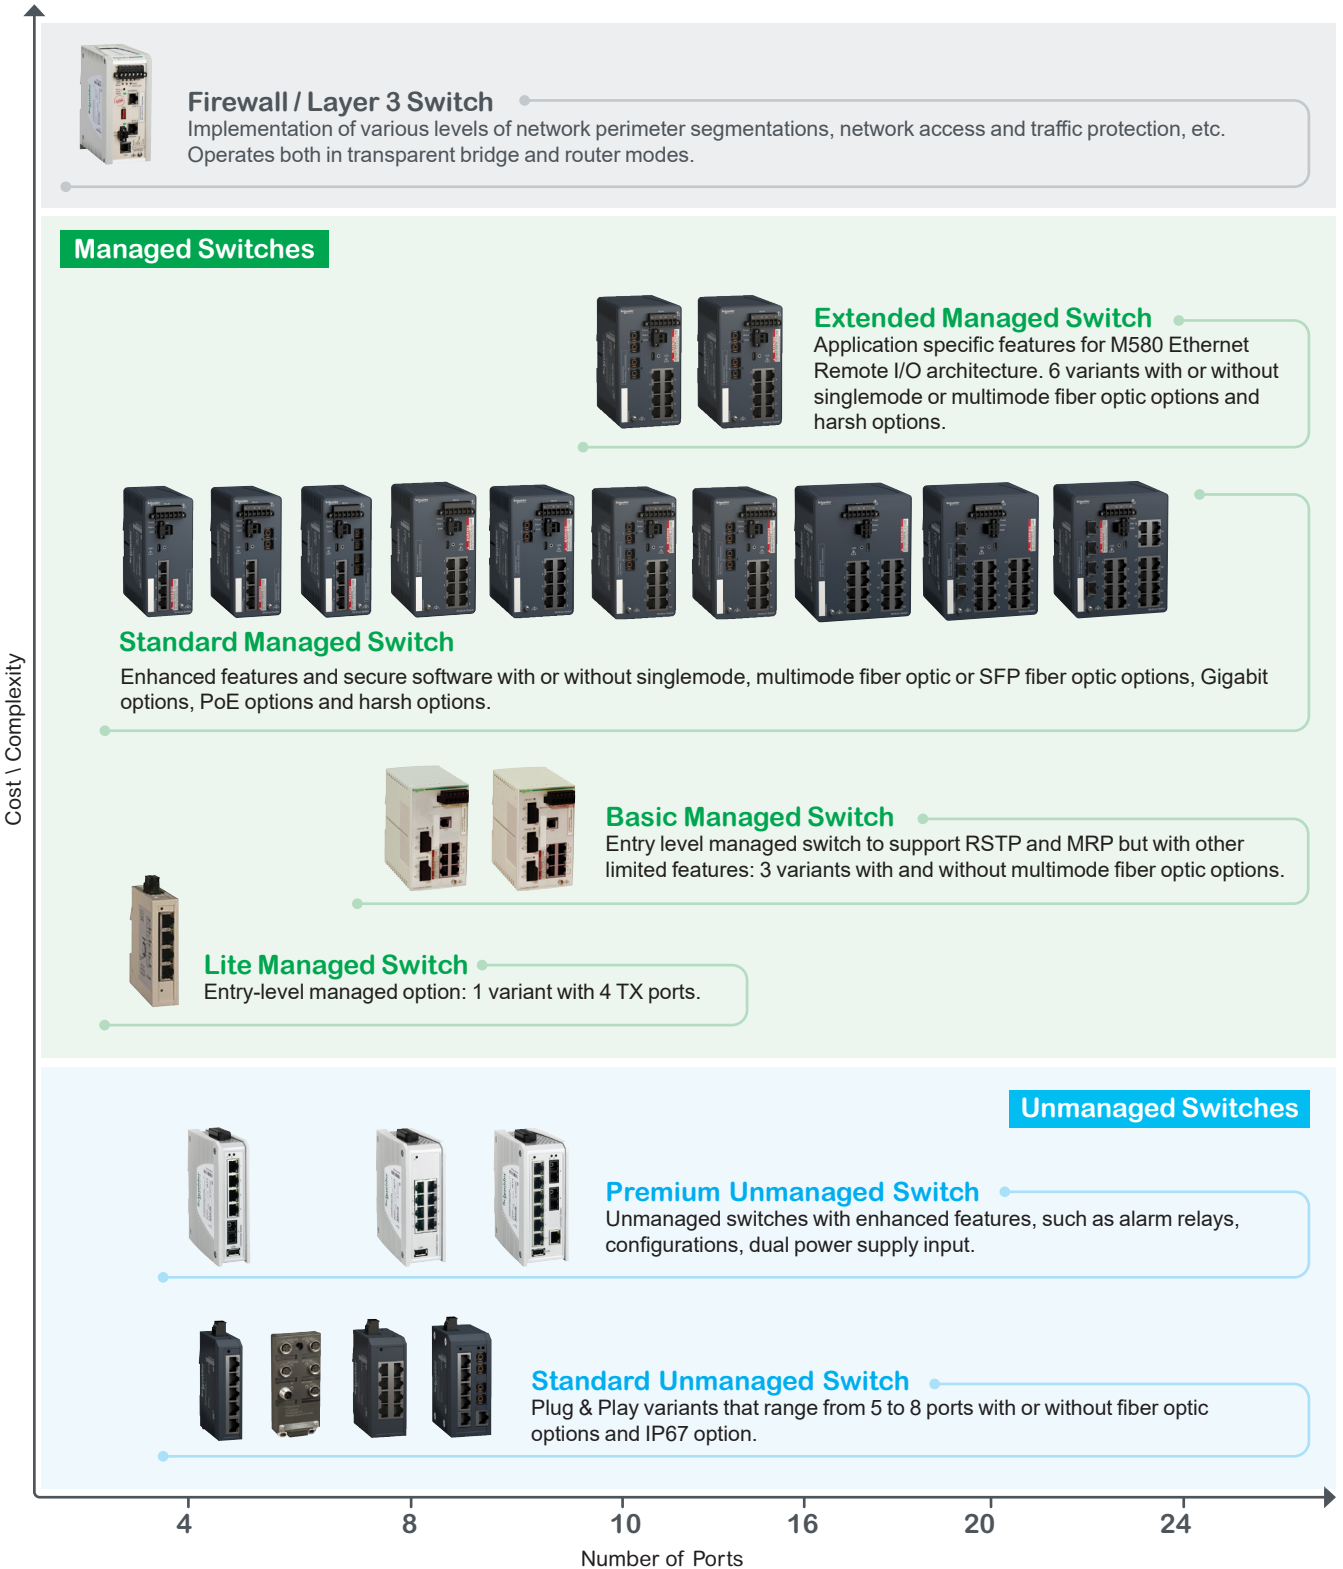 Firewall / Layer 3 Switch
Implementation of various levels of network perimeter segmentations, network access and traffic protection, etc.
Operates both in transparent bridge and router modes.
Managed Switches
Extended Managed Switch
Application specific features for M580 Ethernet
Remote I/O architecture. 6 variants with or without
singlemode or multimode fiber optic options and
harsh options.
Standard Managed Switch
Enhanced features and secure software with or without singlemode, multimode fiber optic or SFP fiber optic options, Gigabit
options, PoE options and harsh options.
Basic Managed Switch
Entry level managed switch to support RSTP and MRP but with other
limited features: 3 variants with and without multimode fiber optic options.
Lite Managed Switch
Entry-level managed option: 1 variant with 4 TX ports.
Unmanaged Switches
Premium Unmanaged Switch
Unmanaged switches with enhanced features, such as alarm relays,
configurations, dual power supply input.
Standard Unmanaged Switch
Plug & Play variants that range from 5 to 8 ports with or without fiber optic
options and IP67 option.
Cost \ Complexity
4 8 10 16 20 24
Number of Ports